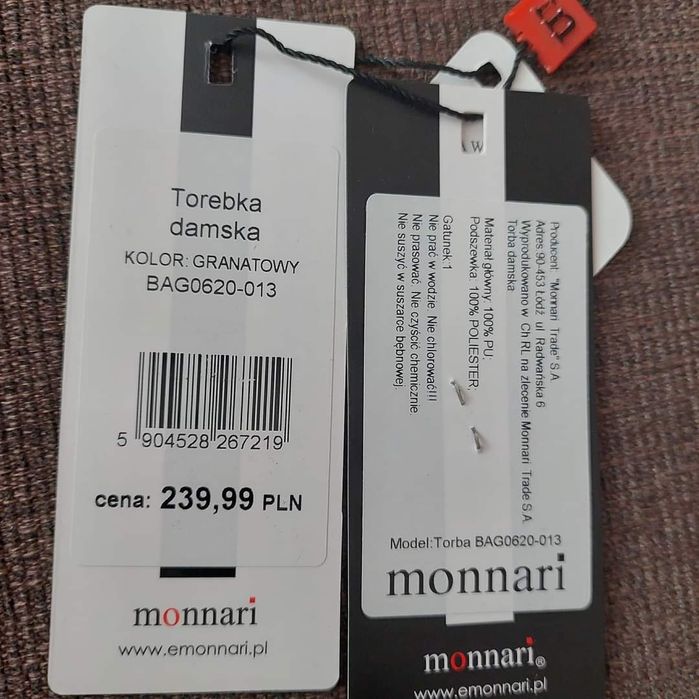 Torebka
damska
KOLOR: GRANATOWY
BAG0620-013
5 904528 267219
cena: 239,99 PLN
monnari
www.emonnari.pl
m
W
Producent: "Monnari Trade" S.A.
Adres 90-453 Łódź ul Radwańska 6
Wyprodukowano w ChRL na zlecenie Monnari Trade S.A.
Torba damska
Materiał główny: 100% PU:
Podszewka: 100% POLIESTER
Gatunek 1
Nie prać w wodzie. Nie chlorować!!!
Nie prasować. Nie czyścić chemicznie.
Nie suszyć w suszarce bębnowej.
Model:Torba BAG0620-013
monnari
monnari®
www.emonnari.pl